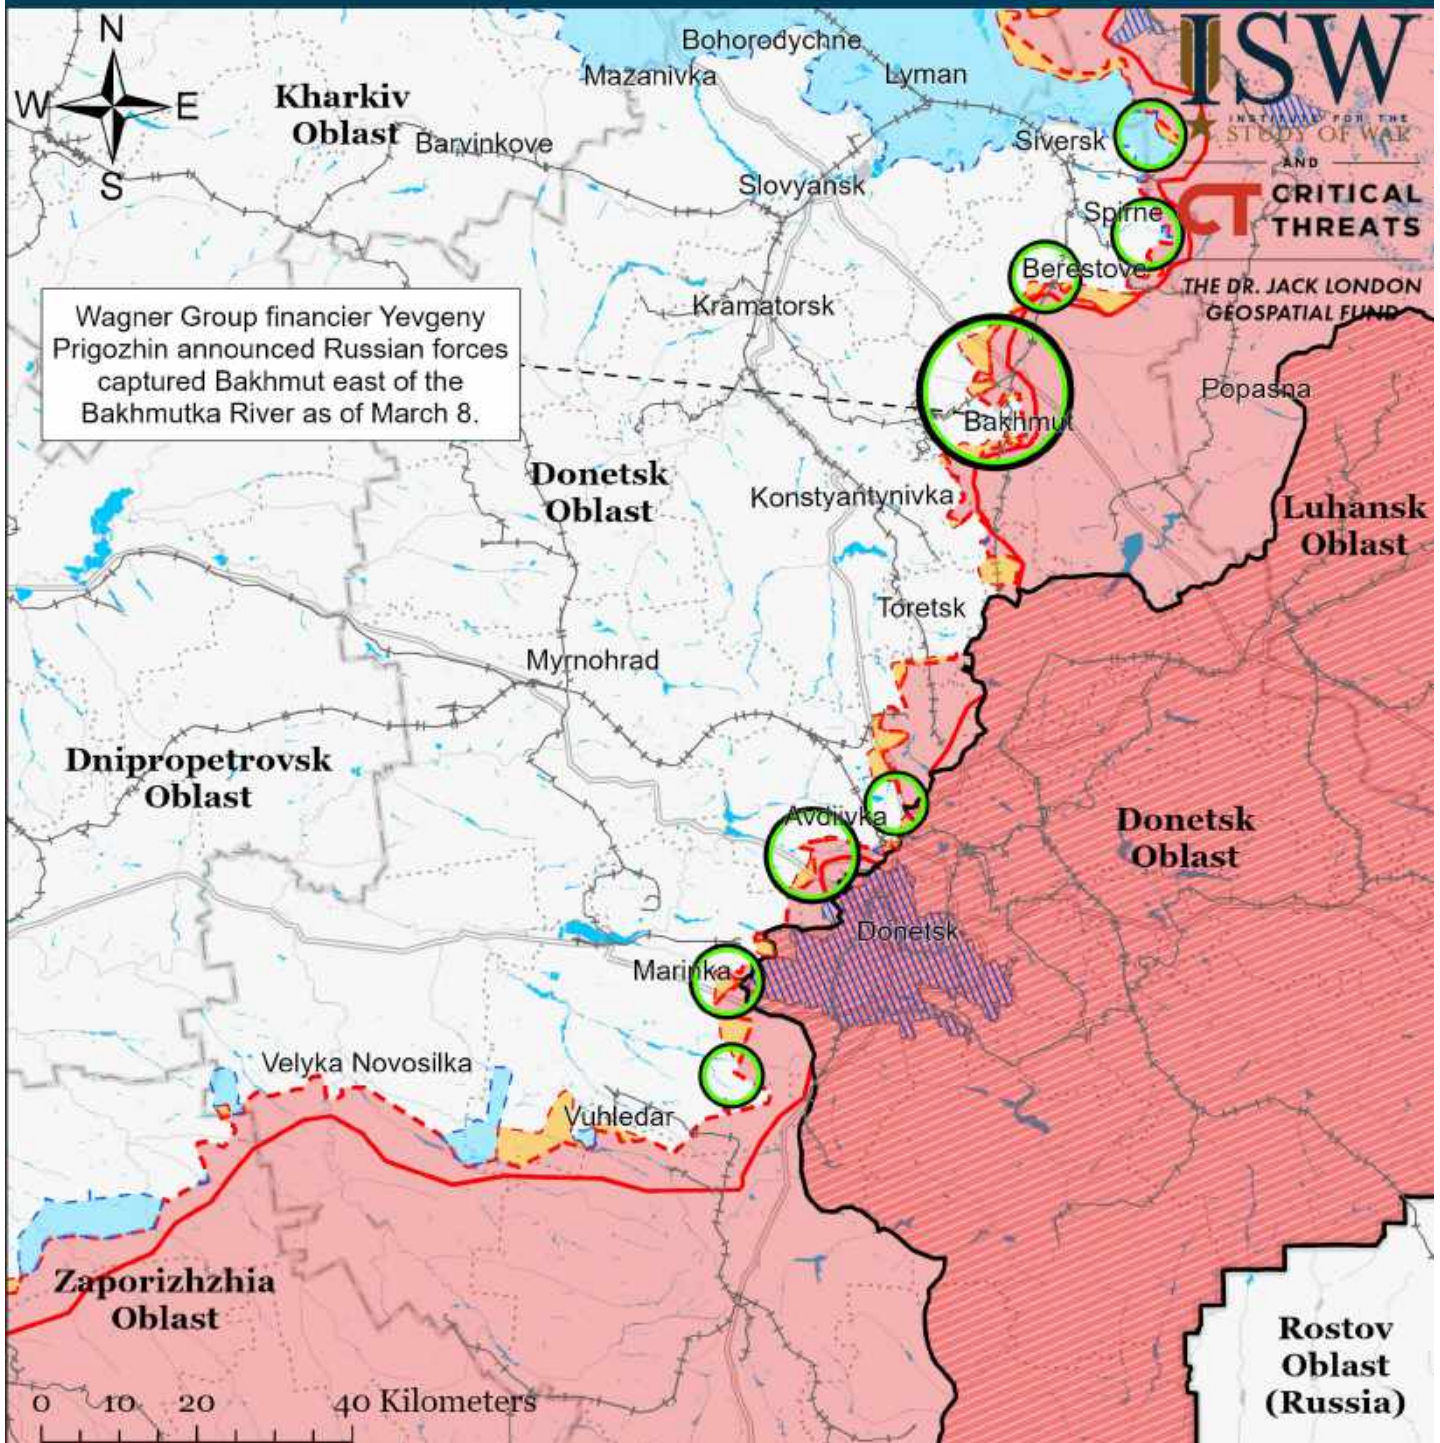 N
W
E
S
ISW
INSTITUTE FOR THE
STUDY OF WAR
AND
CT
CRITICAL
THREATS
THE DR. JACK LONDON
GEOSPATIAL FUND
Bohorodychne
Mazanivka
Lyman
Kharkiv
Oblast
Barvinkove
Siversk
Slovyansk
Spirne
Berestove
Kramatorsk
Wagner Group financier Yevgeny
Prigozhin announced Russian forces
captured Bakhmut east of the
Bakhmutka River as of March 8.
Popasna
Bakhmut
Donetsk
Oblast
Konstyantynivka
Luhansk
Oblast
Toretsk
Myrnohrad
Dnipropetrovsk
Oblast
Avdiivka
Donetsk
Oblast
Donetsk
Marinka
Velyka Novosilka
Vuhledar
Zaporizhzhia
Oblast
Rostov
Oblast
(Russia)
0 10 20 40 Kilometers